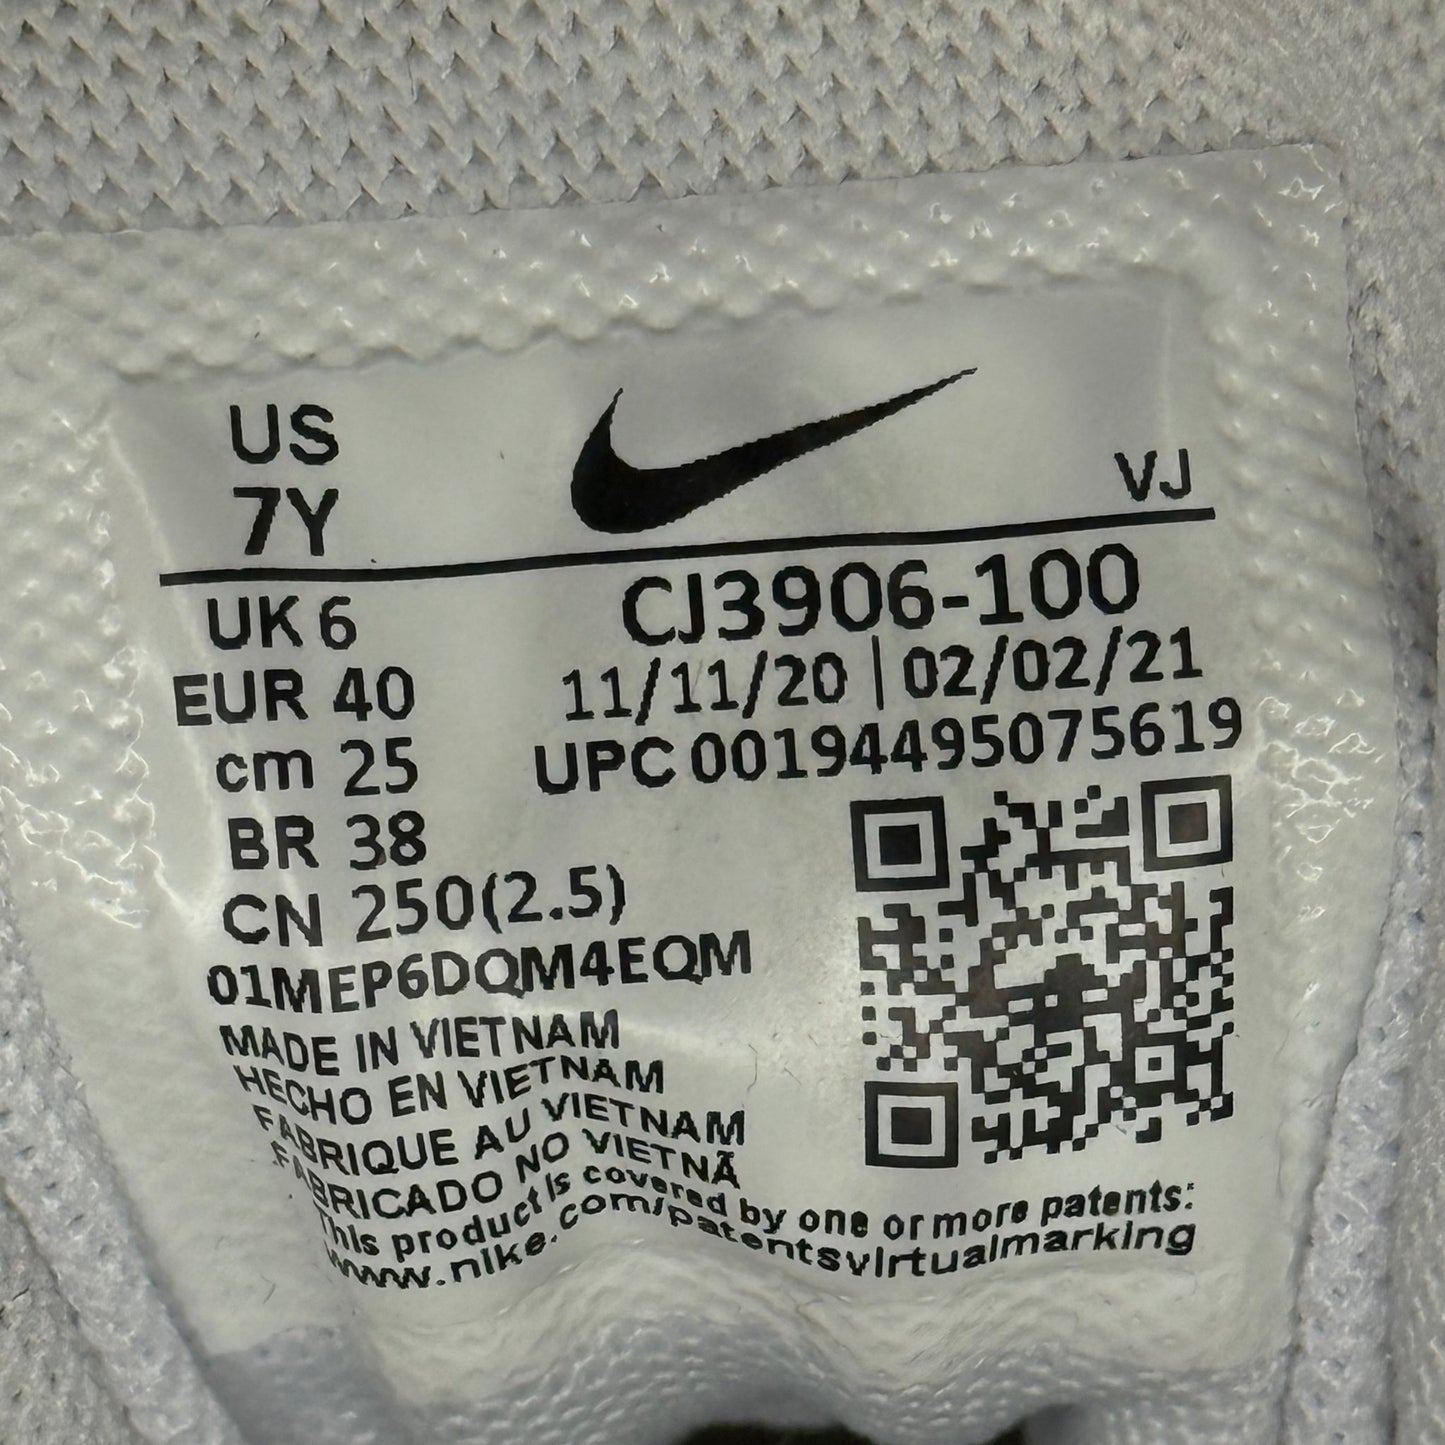 US
7Y
VJ
UK 6
EUR 40
cm 25
BR 38
CN 250(2.5)
CJ3906-100
11/11/20 | 02/02/21
UPC 00194495075619
01MEP6DQM4EQM
MADE IN VIETNAM
HECHO EN VIETNAM
FABRIQUE AU VIETNAM
FABRICADO NO VIETNÃ
This product is covered by one or more patents:
www.nike.com/patentsvirtualmarking